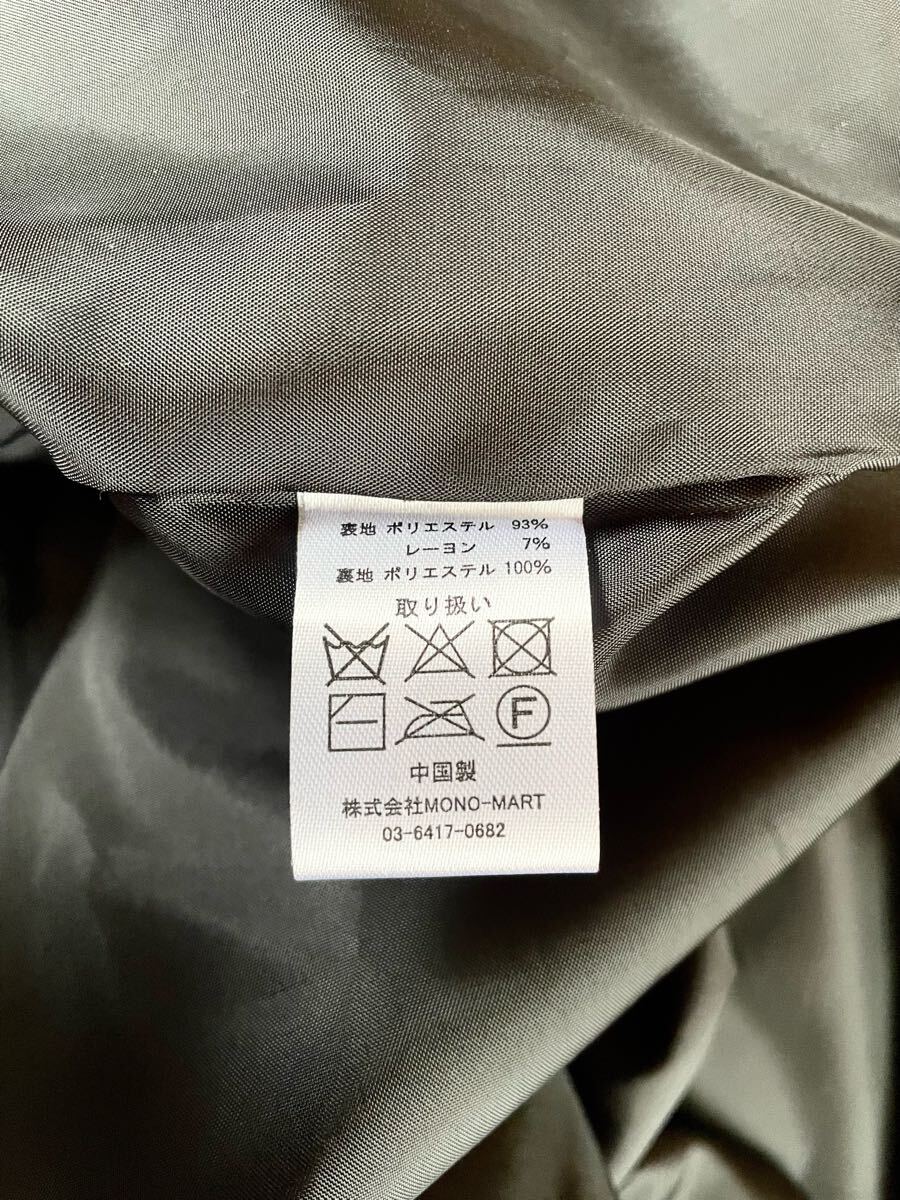 表地 ポリエステル 93%
レーヨン 7%
裏地 ポリエステル 100%
取り扱い
F
中国製
株式会社MONO-MART
03-6417-0682